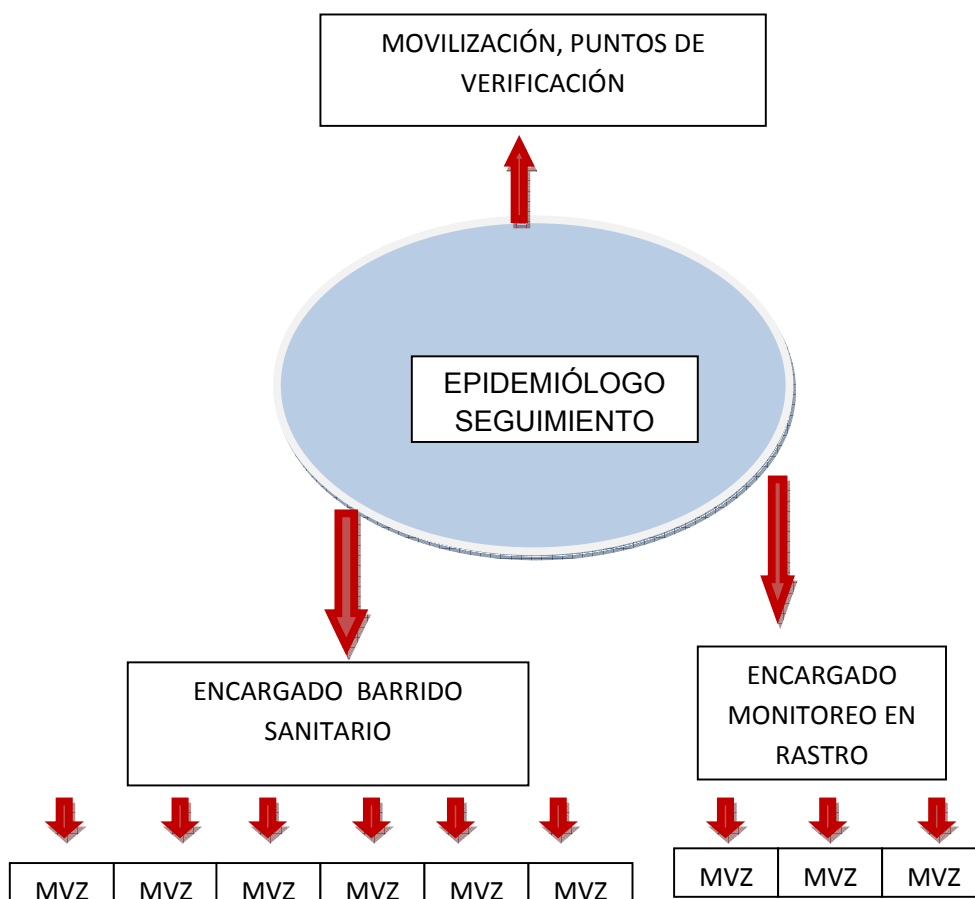 MOVILIZACIÓN, PUNTOS DE
VERIFICACIÓN
EPIDEMIÓLOGO
SEGUIMIENTO
ENCARGADO BARRIDO
SANITARIO
ENCARGADO
MONITOREO EN
RASTRO
MVZ MVZ MVZ MVZ MVZ MVZ
MVZ MVZ MVZ